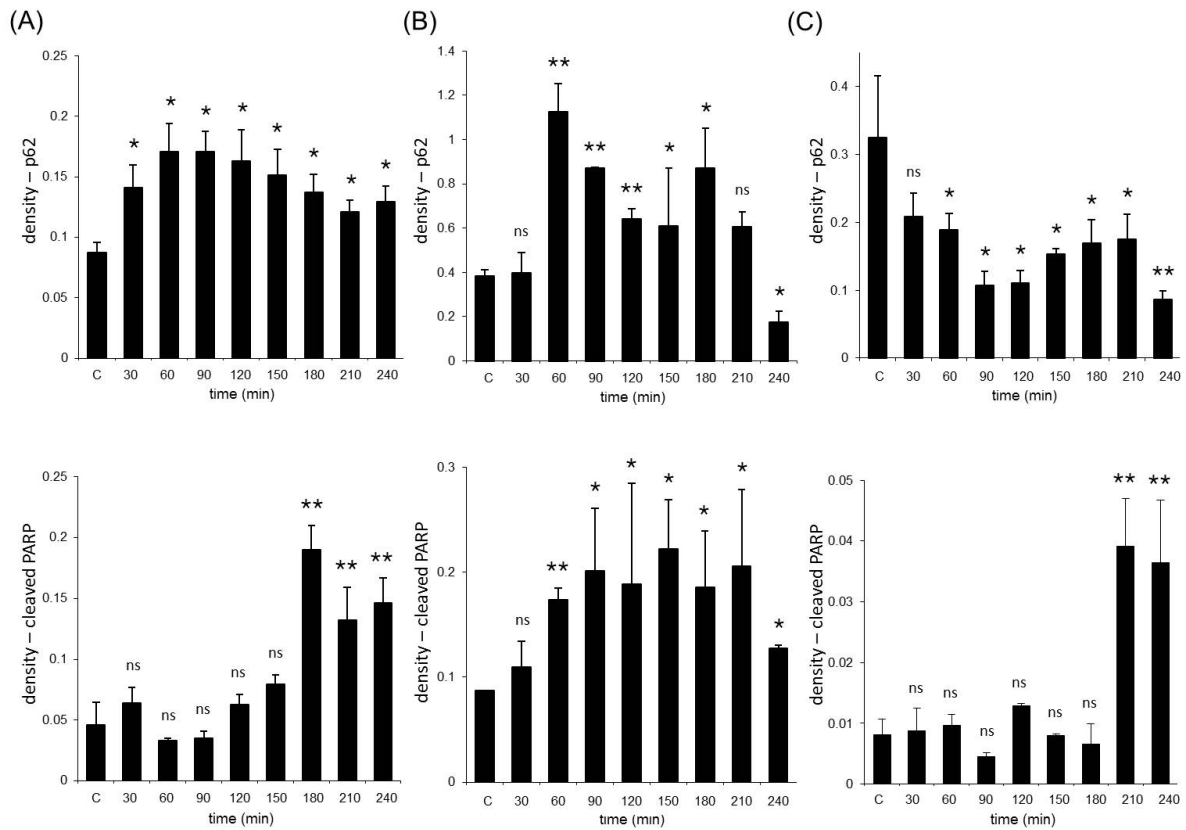 (A)
density – p62
0.25
0.2
0.15
0.1
0.05
0
* * * * * * * *
C 30 60 90 120 150 180 210 240
time (min)
(B)
density – p62
1.4
1.2
1
0.8
0.6
0.4
0.2
0
ns ** ** ** * * ns *
C 30 60 90 120 150 180 210 240
time (min)
(C)
density – p62
0.4
0.3
0.2
0.1
0
ns * * * * * * **
C 30 60 90 120 150 180 210 240
time (min)
density – cleaved PARP
0.25
0.2
0.15
0.1
0.05
0
ns ns ns ns ns ** ** **
C 30 60 90 120 150 180 210 240
time (min)
density – cleaved PARP
0.3
0.2
0.1
0
ns ** * * * * * *
C 30 60 90 120 150 180 210 240
time (min)
density – cleaved PARP
0.05
0.04
0.03
0.02
0.01
0
ns ns ns ns ns ns ** **
C 30 60 90 120 150 180 210 240
time (min)